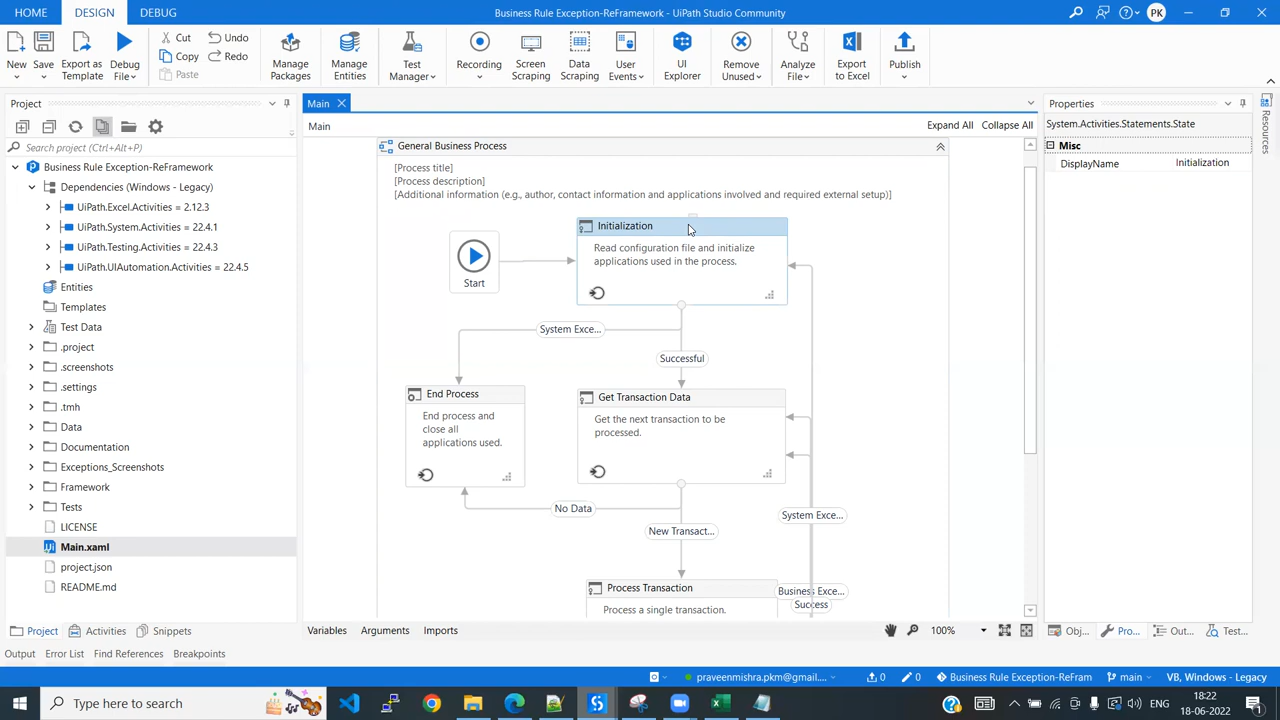 HOME
DESIGN
DEBUG
Business Rule Exception-ReFramework - UiPath Studio Community
PK
New
Save
Export as
Template
Debug
File
Cut
Copy
Paste
Undo
Redo
Manage
Packages
Manage
Entities
Test
Manager
Recording
Screen
Scraping
Data
Scraping
User
Events
UI
Explorer
Remove
Unused
Analyze
File
Export
to Excel
Publish
Project
Search project (Ctrl+Alt+P)
Business Rule Exception-ReFramework
Dependencies (Windows - Legacy)
UiPath.Excel.Activities = 2.12.3
UiPath.System.Activities = 22.4.1
UiPath.Testing.Activities = 22.4.3
UiPath.UIAutomation.Activities = 22.4.5
Entities
Templates
Test Data
.project
.screenshots
.settings
.tmh
Data
Documentation
Exceptions_Screenshots
Framework
Tests
LICENSE
Main.xaml
project.json
README.md
Project
Activities
Snippets
Main
Main
Expand All
Collapse All
General Business Process
[Process title]
[Process description]
[Additional information (e.g., author, contact information and applications involved and required external setup)]
Start
Initialization
Read configuration file and initialize
applications used in the process.
System Exce...
Successful
End Process
End process and
close all
applications used.
Get Transaction Data
Get the next transaction to be
processed.
No Data
New Transact...
System Exce...
Process Transaction
Process a single transaction.
Business Exce...
Success
Variables
Arguments
Imports
100%
Properties
System.Activities.Statements.State
Misc
DisplayName
Initialization
Resources
Obj...
Pro...
Out...
Test...
Output
Error List
Find References
Breakpoints
praveenmishra.pkm@gmail....
0
0
Business Rule Exception-ReFram
main
VB, Windows - Legacy
Type here to search
ENG
18:22
18-06-2022
3